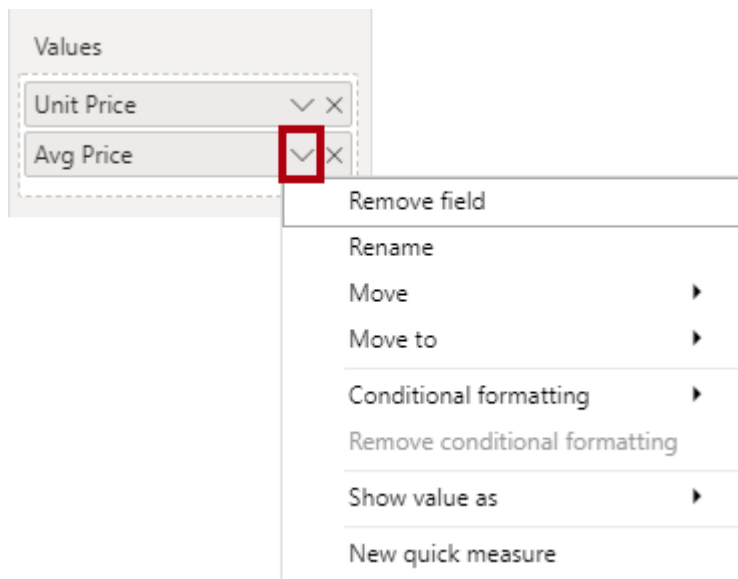 Values
Unit Price
Avg Price
Remove field
Rename
Move
Move to
Conditional formatting
Remove conditional formatting
Show value as
New quick measure